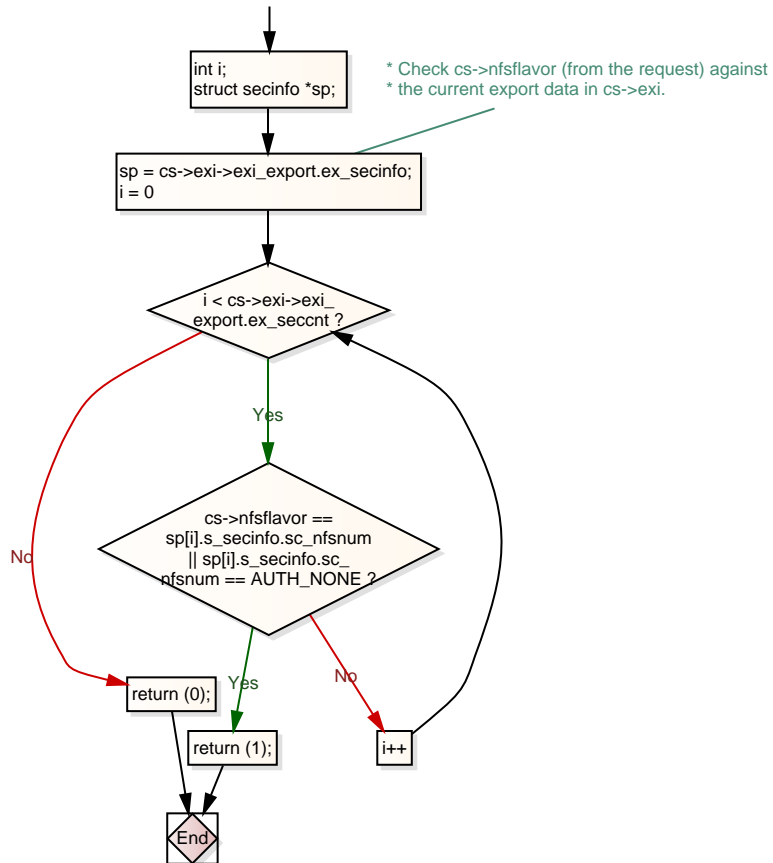 int i;
struct secinfo *sp;
* Check cs->nfsflavor (from the request) against
* the current export data in cs->exi.
sp = cs->exi->exi_export.ex_secinfo;
i = 0
i < cs->exi->exi_
export.ex_seccnt ?
Yes
cs->nfsflavor ==
sp[i].s_secinfo.sc_nfsnum
|| sp[i].s_secinfo.sc_
nfsnum == AUTH_NONE ?
No
Yes
No
return (0);
return (1);
i++
End